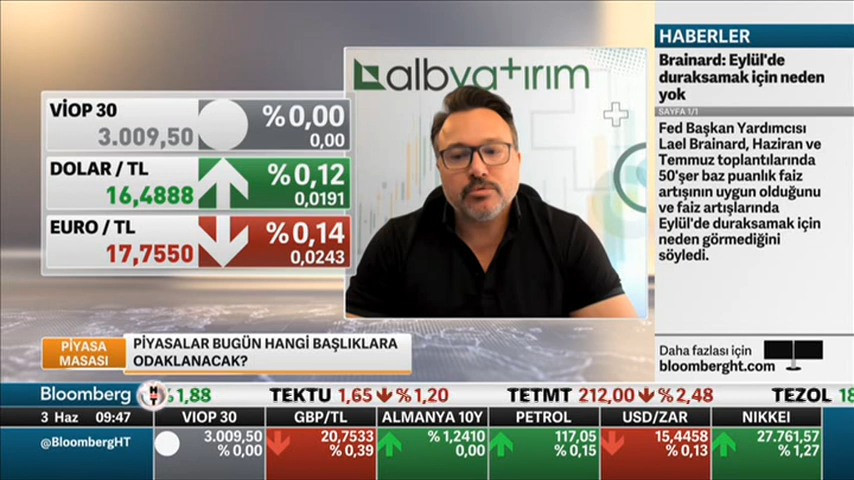 albyatırım
VİOP 30
3.009,50
%0,00
0,00
DOLAR / TL
16,4888
%0,12
0,0191
EURO / TL
17,7550
%0,14
0,0243
HABERLER
Brainard: Eylül'de
duraksamak için neden
yok
SAYFA 1/1
Fed Başkan Yardımcısı
Lael Brainard, Haziran ve
Temmuz toplantılarında
50'şer baz puanlık faiz
artışının uygun olduğunu
ve faiz artışlarında
Eylül'de duraksamak için
neden görmediğini
söyledi.
Daha fazlası için
bloomberght.com
PİYASA
MASASI
PİYASALAR BUGÜN HANGİ BAŞLIKLARA
ODAKLANACAK?
Bloomberg HT %1,88 TEKTU 1,65 %1,20 TETMT 212,00 %2,48 TEZOL 18
3 Haz 09:47
@BloombergHT
VIOP 30
3.009,50
% 0,00
GBP/TL
20,7533
% 0,39
ALMANYA 10Y
% 1,2410
0,00
PETROL
117,05
% 0,15
USD/ZAR
15,4458
% 0,13
NIKKEI
27.761,57
% 1,27